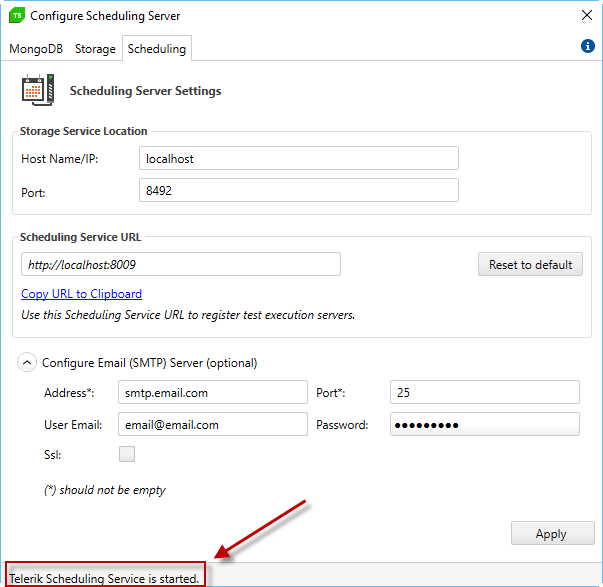 TS Configure Scheduling Server
MongoDB Storage Scheduling
i
Scheduling Server Settings
Storage Service Location
Host Name/IP: localhost
Port: 8492
Scheduling Service URL
http://localhost:8009 Reset to default
Copy URL to Clipboard
Use this Scheduling Service URL to register test execution servers.
Configure Email (SMTP) Server (optional)
Address*: smtp.email.com Port*: 25
User Email: email@email.com Password: ●●●●●●●●●
Ssl:
(*) should not be empty
Apply
Telerik Scheduling Service is started.